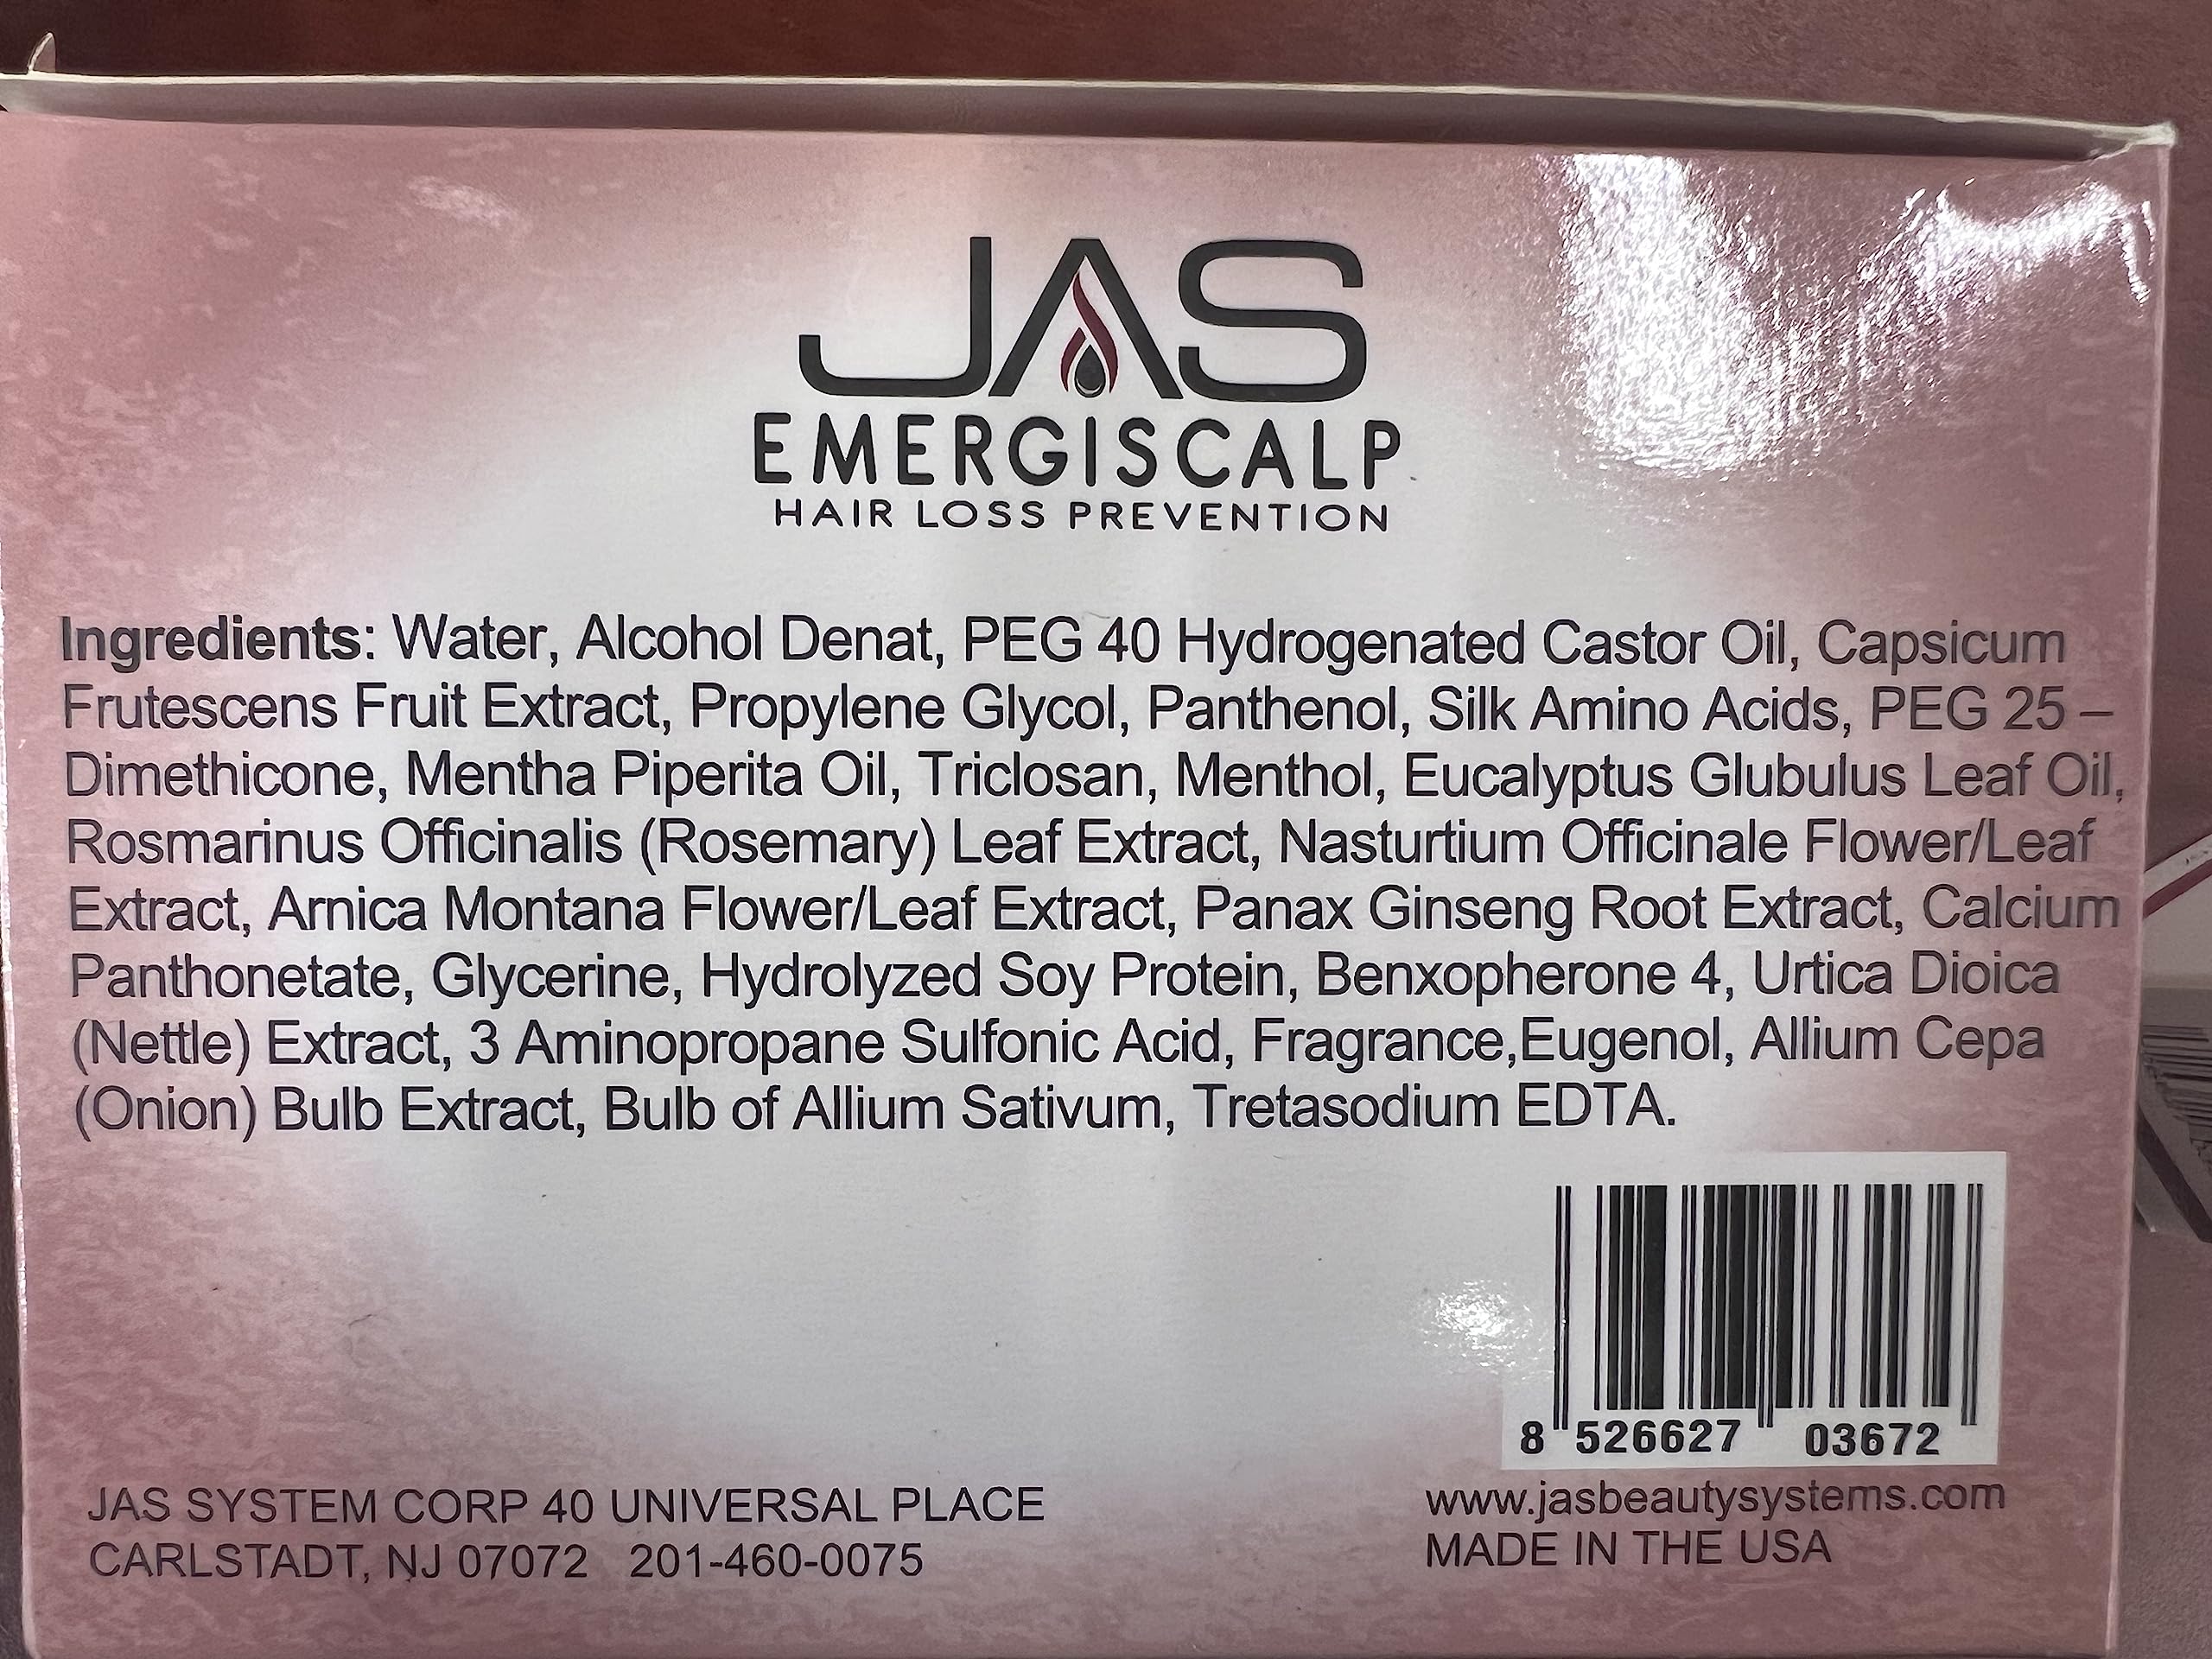 JAS
EMERGISCALP
HAIR LOSS PREVENTION
Ingredients: Water, Alcohol Denat, PEG 40 Hydrogenated Castor Oil, Capsicum
Frutescens Fruit Extract, Propylene Glycol, Panthenol, Silk Amino Acids, PEG 25 –
Dimethicone, Mentha Piperita Oil, Triclosan, Menthol, Eucalyptus Glubulus Leaf Oil,
Rosmarinus Officinalis (Rosemary) Leaf Extract, Nasturtium Officinale Flower/Leaf
Extract, Arnica Montana Flower/Leaf Extract, Panax Ginseng Root Extract, Calcium
Panthonetate, Glycerine, Hydrolyzed Soy Protein, Benxopherone 4, Urtica Dioica
(Nettle) Extract, 3 Aminopropane Sulfonic Acid, Fragrance,Eugenol, Allium Cepa
(Onion) Bulb Extract, Bulb of Allium Sativum, Tretasodium EDTA.
8 526627 03672
JAS SYSTEM CORP 40 UNIVERSAL PLACE
CARLSTADT, NJ 07072 201-460-0075
www.jasbeautysystems.com
MADE IN THE USA